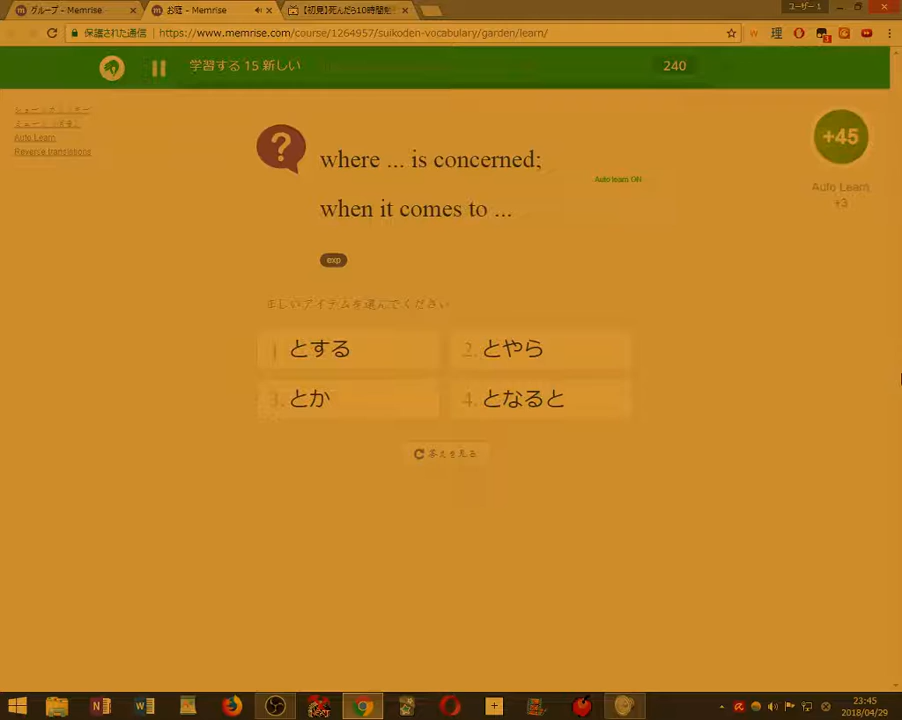 グループ - Memrise
お庭 - Memrise
【初見】死んだら10時間を
ユーザー 1
保護された通信
https://www.memrise.com/course/1264957/suikoden-vocabulary/garden/learn/
学習する 15 新しい
240
Auto Learn
Reverse translations
+45
Auto Learn
+3
where ... is concerned;
Auto learn ON
when it comes to ...
exp
正しいアイテムを選んでください
1. とする
2. とやら
3. とか
4. となると
答えを見る
23:45
2018/04/29